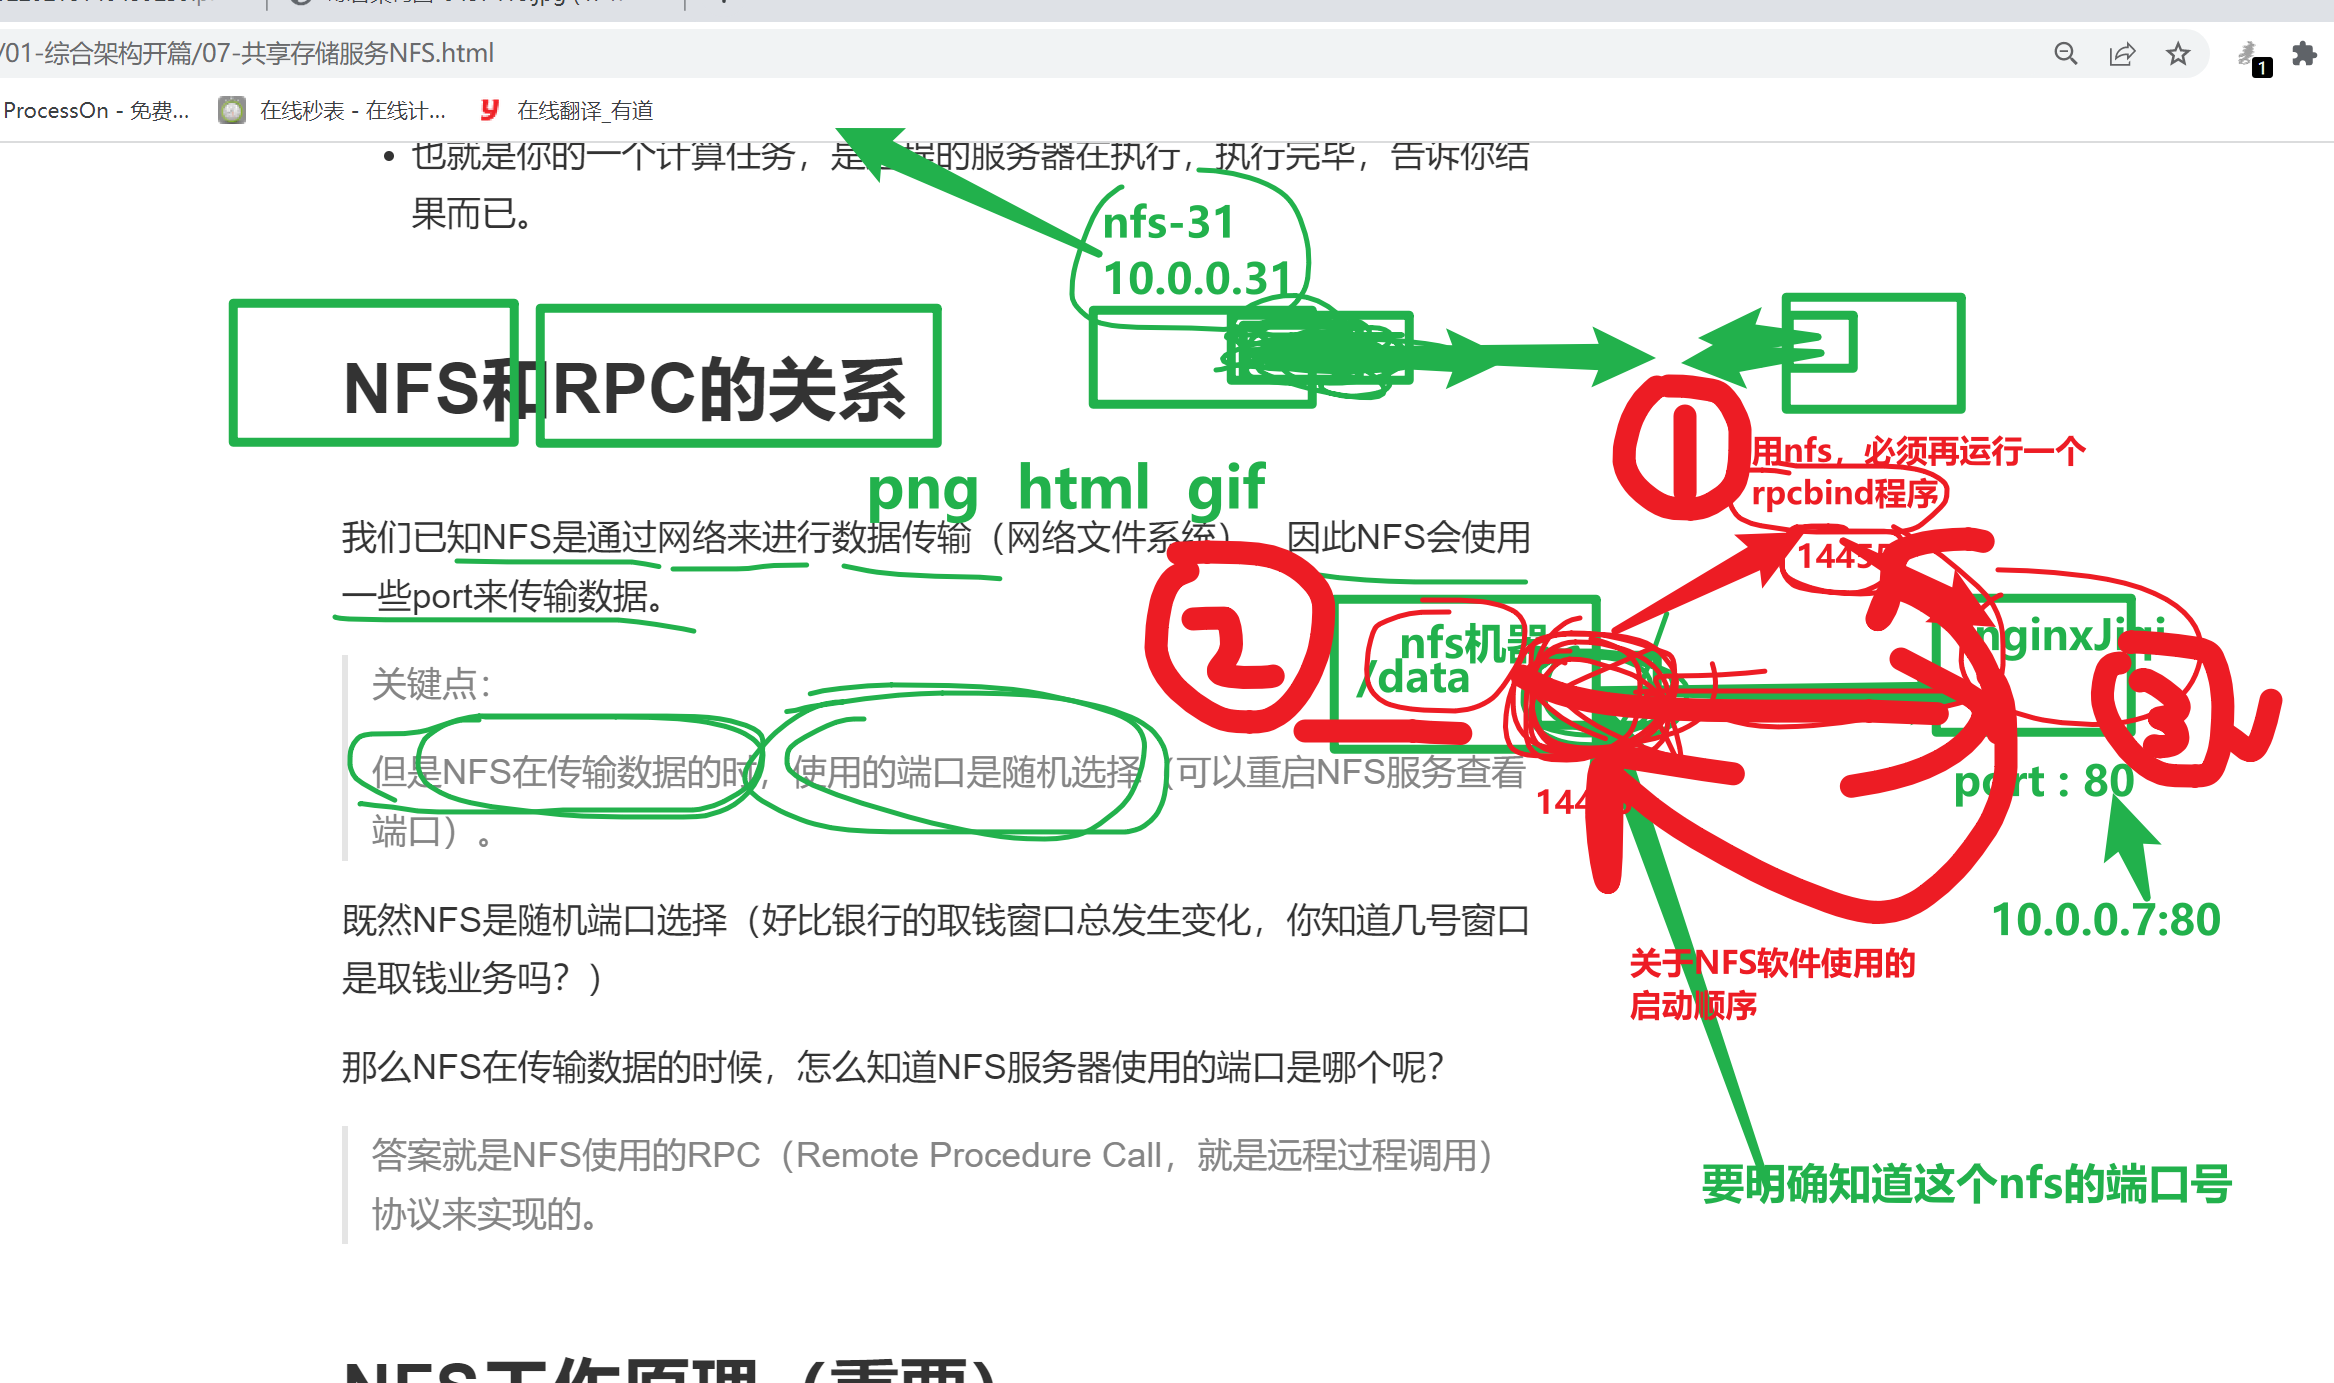 /01-综合架构开篇/07-共享存储服务NFS.html
1
ProcessOn - 免费... 在线秒表 - 在线计... 在线翻译_有道
也就是你的一个计算任务，是远程的服务器在执行，执行完毕，告诉你结
果而已。
nfs-31
10.0.0.31
NFS和RPC的关系
png html gif
1
用nfs，必须再运行一个
rpcbind程序
我们已知NFS是通过网络来进行数据传输（网络文件系统），因此NFS会使用
一些port来传输数据。
2
nfs机器
/data
nginxJiqi
3
关键点：
但是NFS在传输数据的时，使用的端口是随机选择（可以重启NFS服务查看
端口）。
port : 80
10.0.0.7:80
既然NFS是随机端口选择（好比银行的取钱窗口总发生变化，你知道几号窗口
是取钱业务吗？）
关于NFS软件使用的
启动顺序
那么NFS在传输数据的时候，怎么知道NFS服务器使用的端口是哪个呢？
答案就是NFS使用的RPC（Remote Procedure Call，就是远程过程调用）
协议来实现的。
要明确知道这个nfs的端口号
NFS工作原理（重要）